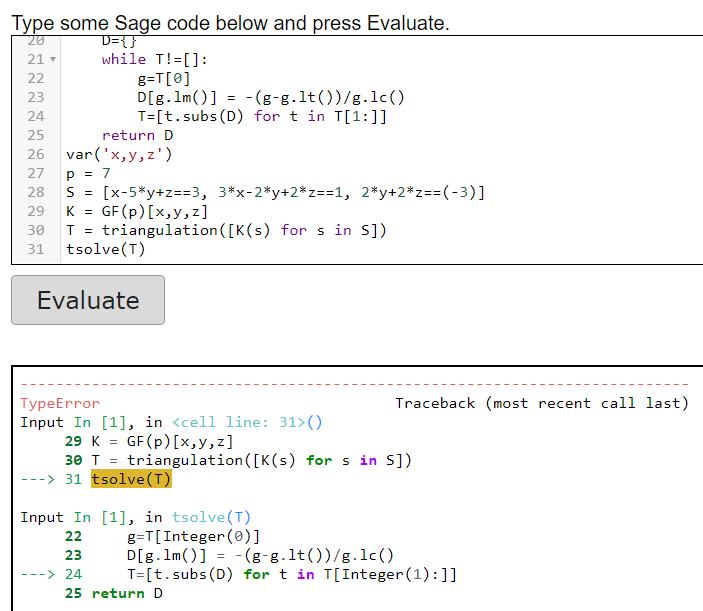 Type some Sage code below and press Evaluate.
20 D={}
21 while T!=[]:
22 g=T[0]
23 D[g.lm()] = -(g-g.lt())/g.lc()
24 T=[t.subs(D) for t in T[1:]]
25 return D
26 var('x,y,z')
27 p = 7
28 S = [x-5*y+z==3, 3*x-2*y+2*z==1, 2*y+2*z==(-3)]
29 K = GF(p)[x,y,z]
30 T = triangulation([K(s) for s in S])
31 tsolve(T)
Evaluate
---------------------------------------------------------------------------
TypeError Traceback (most recent call last)
Input In [1], in <cell line: 31>()
29 K = GF(p)[x,y,z]
30 T = triangulation([K(s) for s in S])
---> 31 tsolve(T)
Input In [1], in tsolve(T)
22 g=T[Integer(0)]
23 D[g.lm()] = -(g-g.lt())/g.lc()
---> 24 T=[t.subs(D) for t in T[Integer(1):]]
25 return D